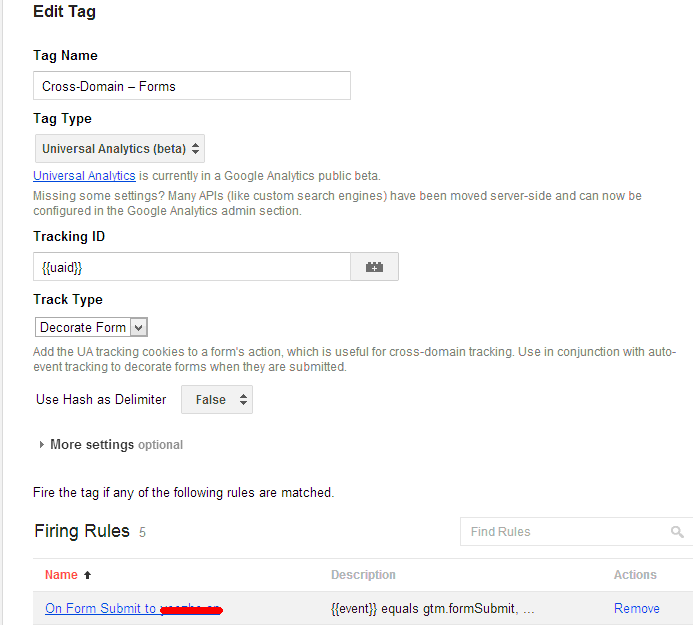 Edit Tag
Tag Name
Cross-Domain – Forms
Tag Type
Universal Analytics (beta)
Universal Analytics is currently in a Google Analytics public beta.
Missing some settings? Many APIs (like custom search engines) have been moved server-side and can now be
configured in the Google Analytics admin section.
Tracking ID
{{uaid}}
Track Type
Decorate Form
Add the UA tracking cookies to a form's action, which is useful for cross-domain tracking. Use in conjunction with auto-
event tracking to decorate forms when they are submitted.
Use Hash as Delimiter False
More settings optional
Fire the tag if any of the following rules are matched.
Firing Rules 5 Find Rules
Name Description Actions
On Form Submit to {{event}} equals gtm.formSubmit, ... Remove